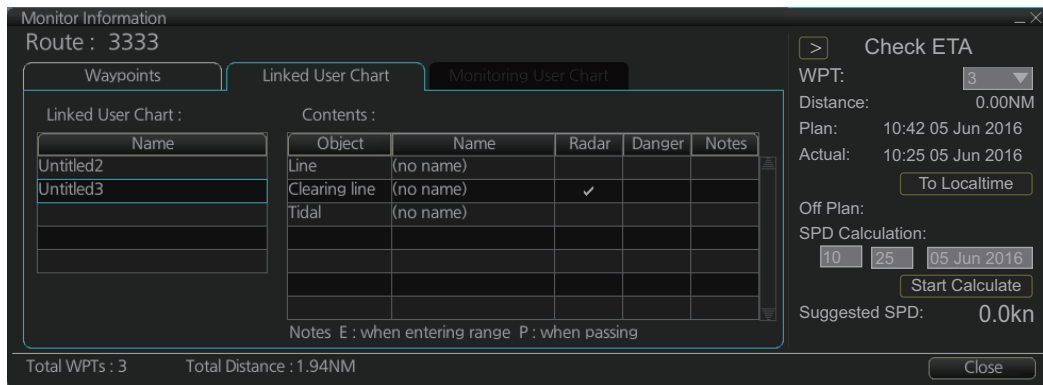 Monitor Information
Route : 3333
Waypoints
Linked User Chart
Monitoring User Chart
Linked User Chart :
Name
Untitled2
Untitled3
Contents :
Object Name Radar Danger Notes
Line (no name)
Clearing line (no name) ✓
Tidal (no name)
Notes E : when entering range P : when passing
Total WPTs : 3 Total Distance : 1.94NM
> Check ETA
WPT: 3
Distance: 0.00NM
Plan: 10:42 05 Jun 2016
Actual: 10:25 05 Jun 2016
To Localtime
Off Plan:
SPD Calculation:
10 25 05 Jun 2016
Start Calculate
Suggested SPD: 0.0kn
Close